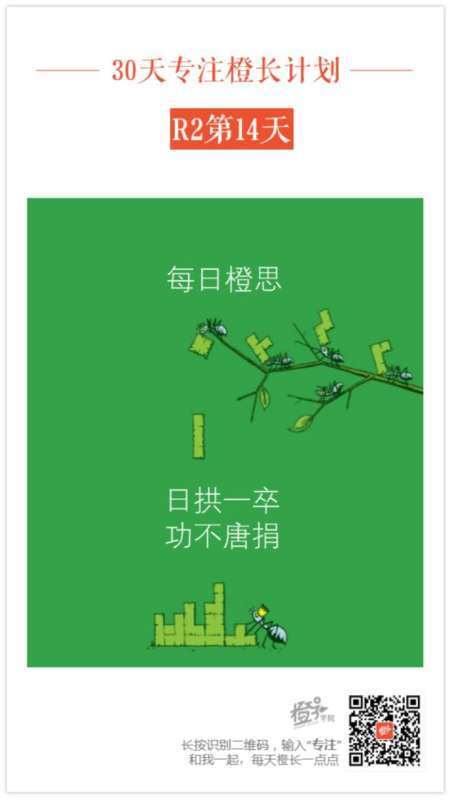 30天专注橙长计划
R2第14天
每日橙思
日拱一卒
功不唐捐
橙子学院
长按识别二维码，输入“专注”
和我一起，每天橙长一点点